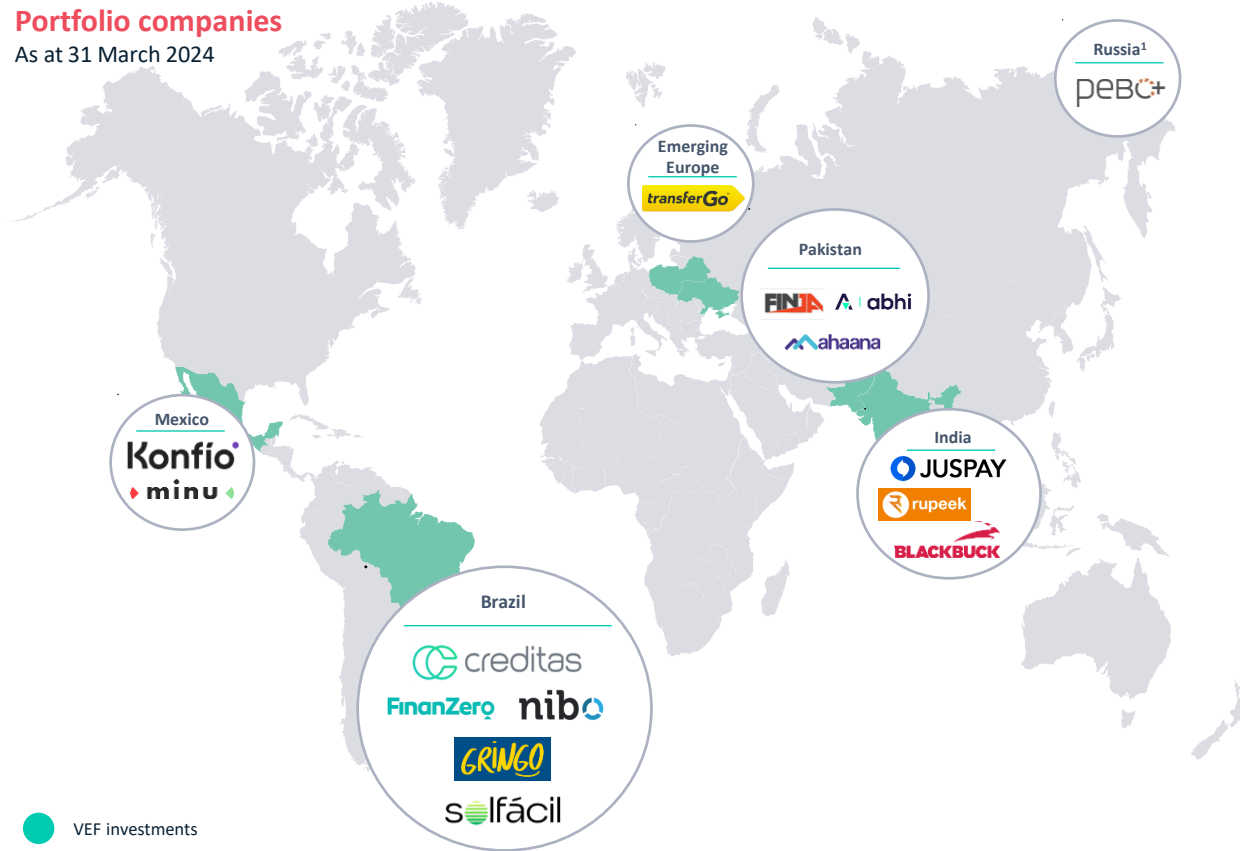 Portfolio companies
As at 31 March 2024
Russia¹
ρeвo+
Emerging
Europe
transferGo
Pakistan
FINJA
abhi
mahaana
Mexico
Konfío
minu
India
JUSPAY
rupeek
BLACKBUCK
Brazil
creditas
FinanZero
nibo
GRINGO
solfácil
VEF investments